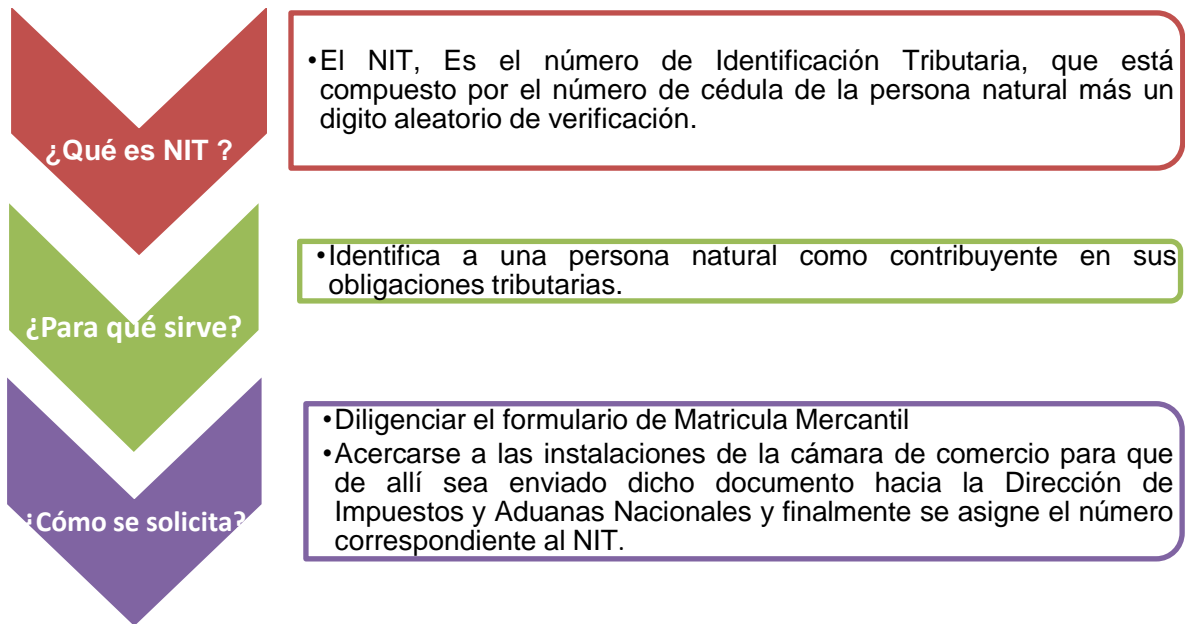 ¿Qué es NIT ?
•El NIT, Es el número de Identificación Tributaria, que está
compuesto por el número de cédula de la persona natural más un
digito aleatorio de verificación.
¿Para qué sirve?
•Identifica a una persona natural como contribuyente en sus
obligaciones tributarias.
¿Cómo se solicita?
•Diligenciar el formulario de Matricula Mercantil
•Acercarse a las instalaciones de la cámara de comercio para que
de allí sea enviado dicho documento hacia la Dirección de
Impuestos y Aduanas Nacionales y finalmente se asigne el número
correspondiente al NIT.